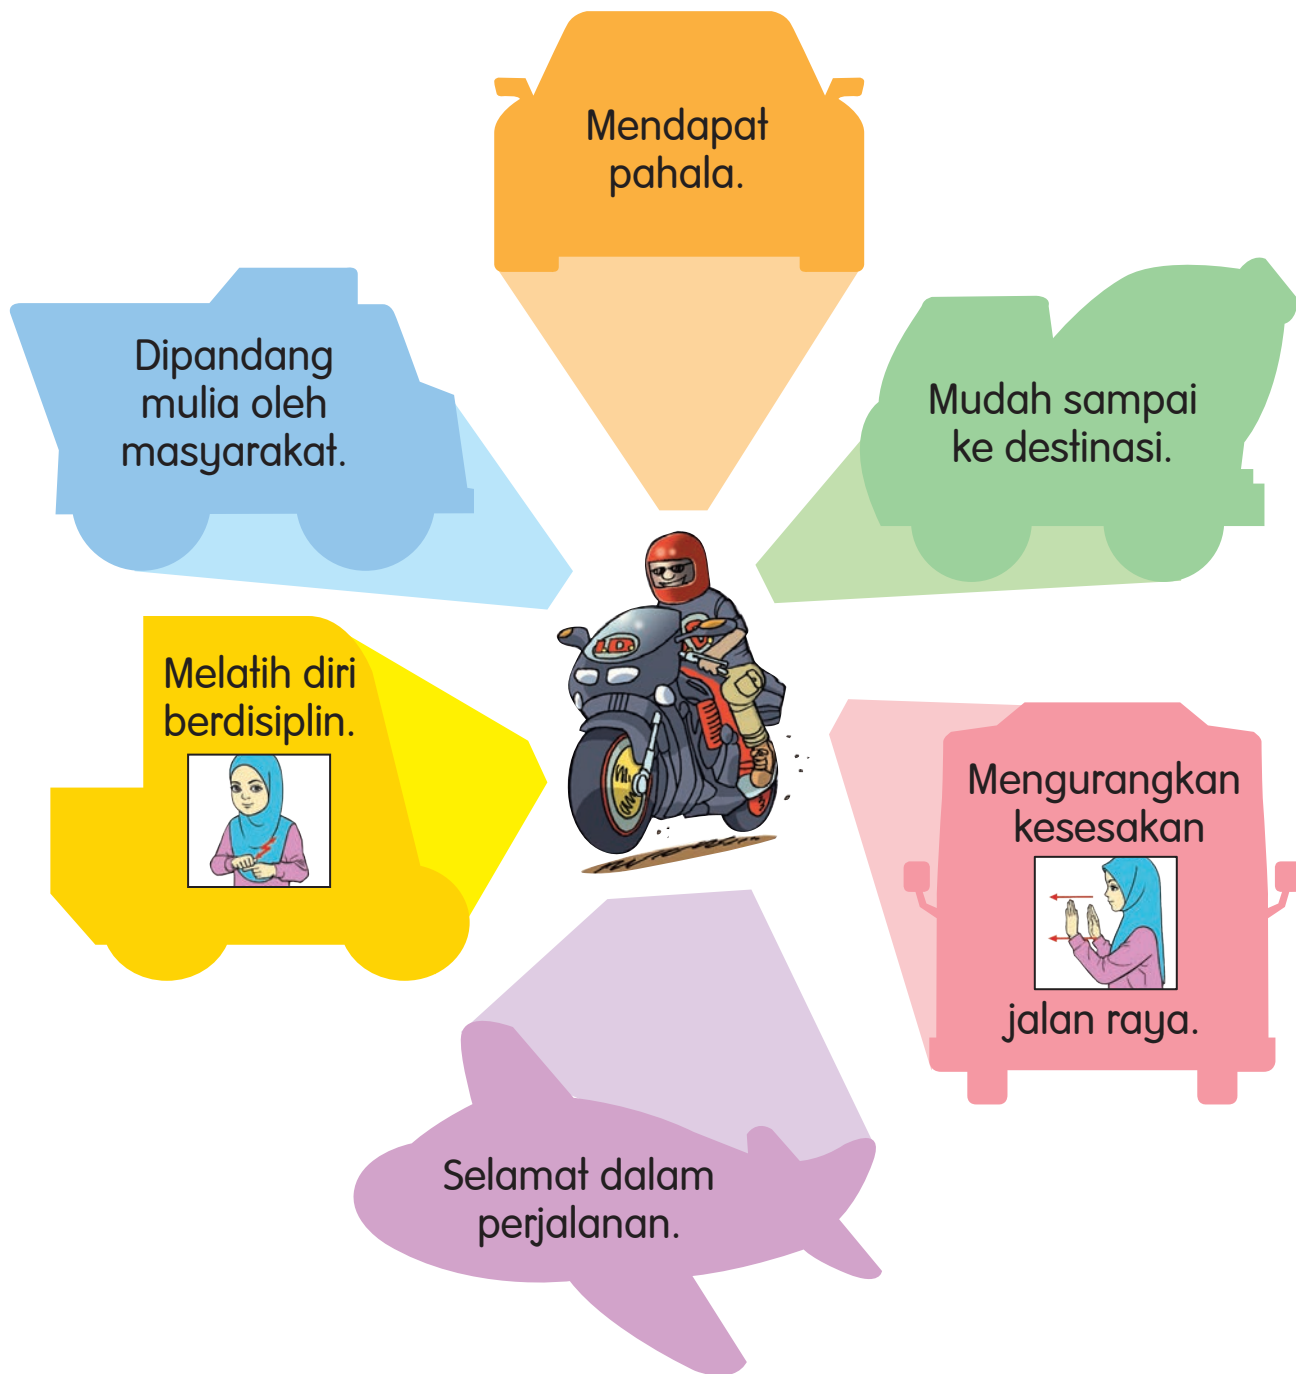 Mendapat
pahala.
Dipandang
mulia oleh
masyarakat.
Mudah sampai
ke destinasi.
Melatih diri
berdisiplin.
I.D.
Mengurangkan
kesesakan
jalan raya.
Selamat dalam
perjalanan.